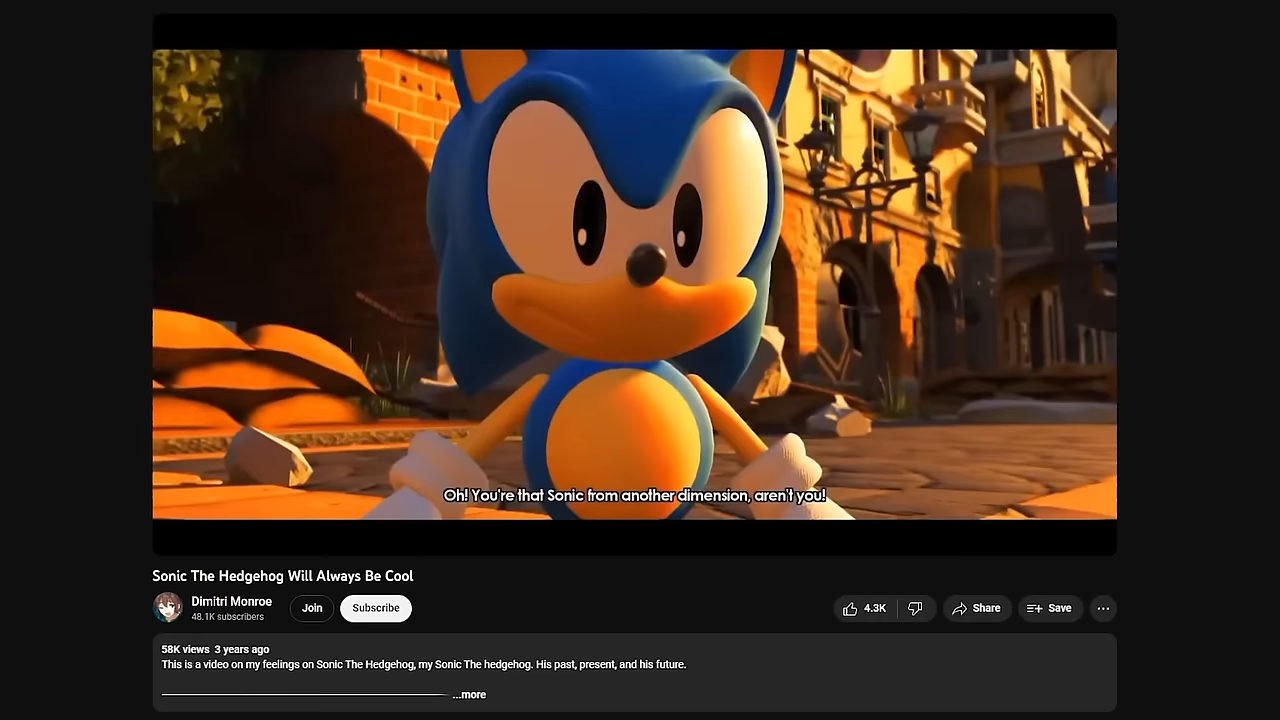 Oh! You're that Sonic from another dimension, aren't you!
Sonic The Hedgehog Will Always Be Cool
Dimitri Monroe
48.1K subscribers
Join
Subscribe
4.3K
Share
Save
58K views 3 years ago
This is a video on my feelings on Sonic The Hedgehog, my Sonic The hedgehog. His past, present, and his future.
...more